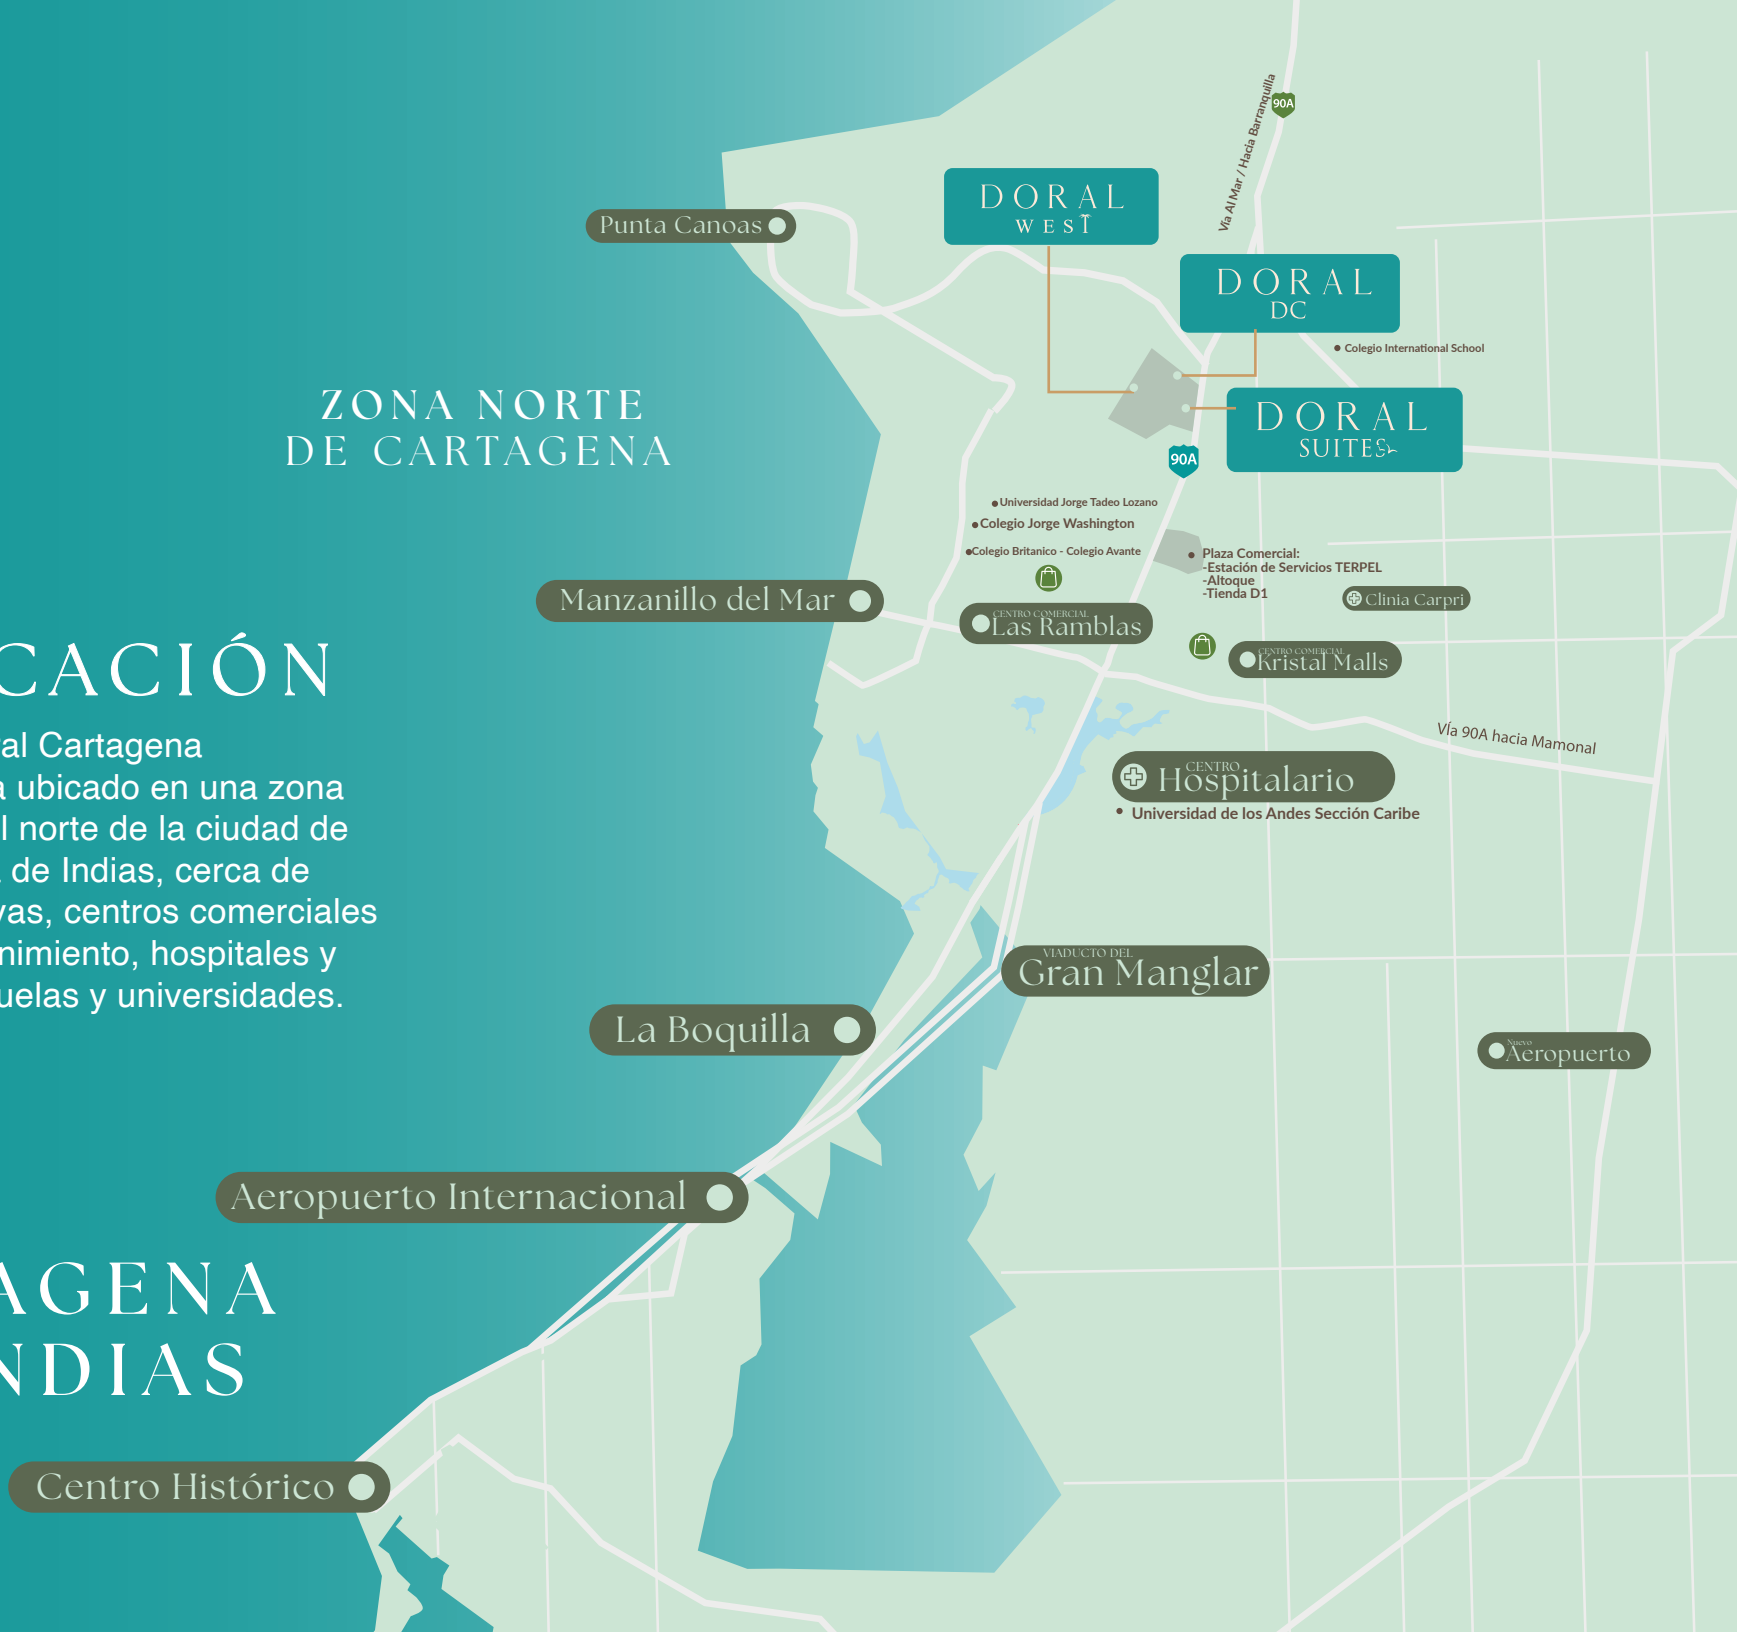 Vía Al Mar / Hacia Barranquilla
90A
DORAL
WEST
Punta Canoas
DORAL
DC
Colegio International School
ZONA NORTE
DE CARTAGENA
DORAL
SUITES
90A
Universidad Jorge Tadeo Lozano
Colegio Jorge Washington
Colegio Britanico - Colegio Avante
Plaza Comercial:
-Estación de Servicios TERPEL
-Altoque
-Tienda D1
Manzanillo del Mar
CENTRO COMERCIAL
Las Ramblas
Clinia Carpri
CENTRO COMERCIAL
Kristal Malls
CACIÓN
al Cartagena
ubicado en una zona
l norte de la ciudad de
de Indias, cerca de
yas, centros comerciales
nimiento, hospitales y
uelas y universidades.
VÍa 90A hacia Mamonal
CENTRO
Hospitalario
Universidad de los Andes Sección Caribe
VIADUCTO DEL
Gran Manglar
La Boquilla
Nuevo
Aeropuerto
Aeropuerto Internacional
AGENA
NDIAS
Centro Histórico